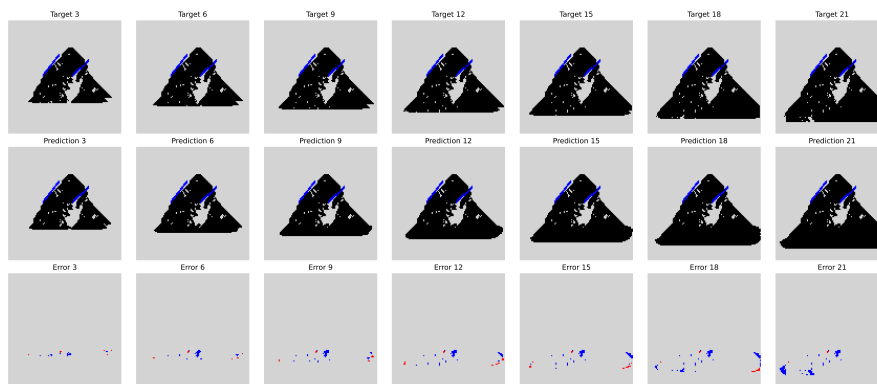 Target 3 Target 6 Target 9 Target 12 Target 15 Target 18 Target 21
Prediction 3 Prediction 6 Prediction 9 Prediction 12 Prediction 15 Prediction 18 Prediction 21
Error 3 Error 6 Error 9 Error 12 Error 15 Error 18 Error 21